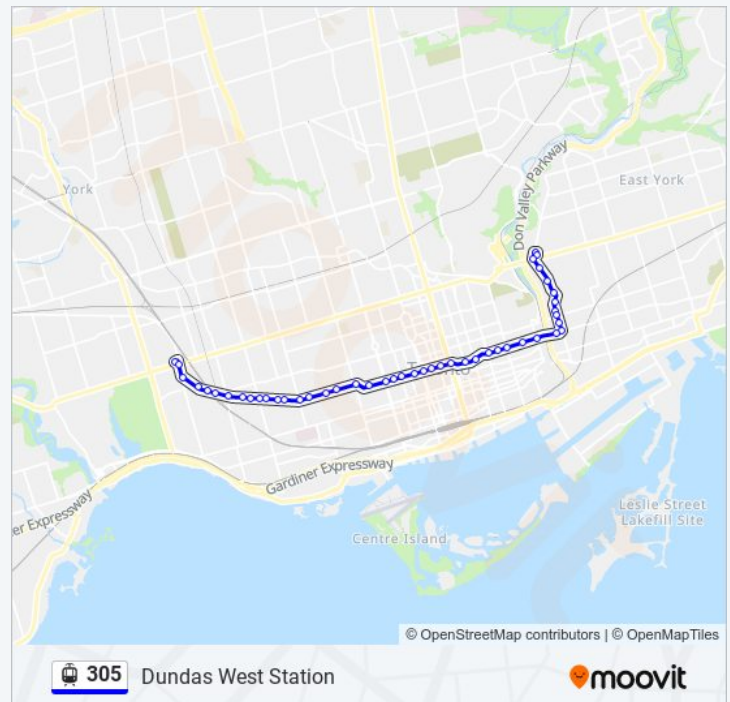 York
East York
Don Valley Parkway
Gardiner Expressway
er Expressway
Leslie Street
Lakefill Site
Centre Island
© OpenStreetMap contributors | © OpenMapTiles
305 Dundas West Station
moovit